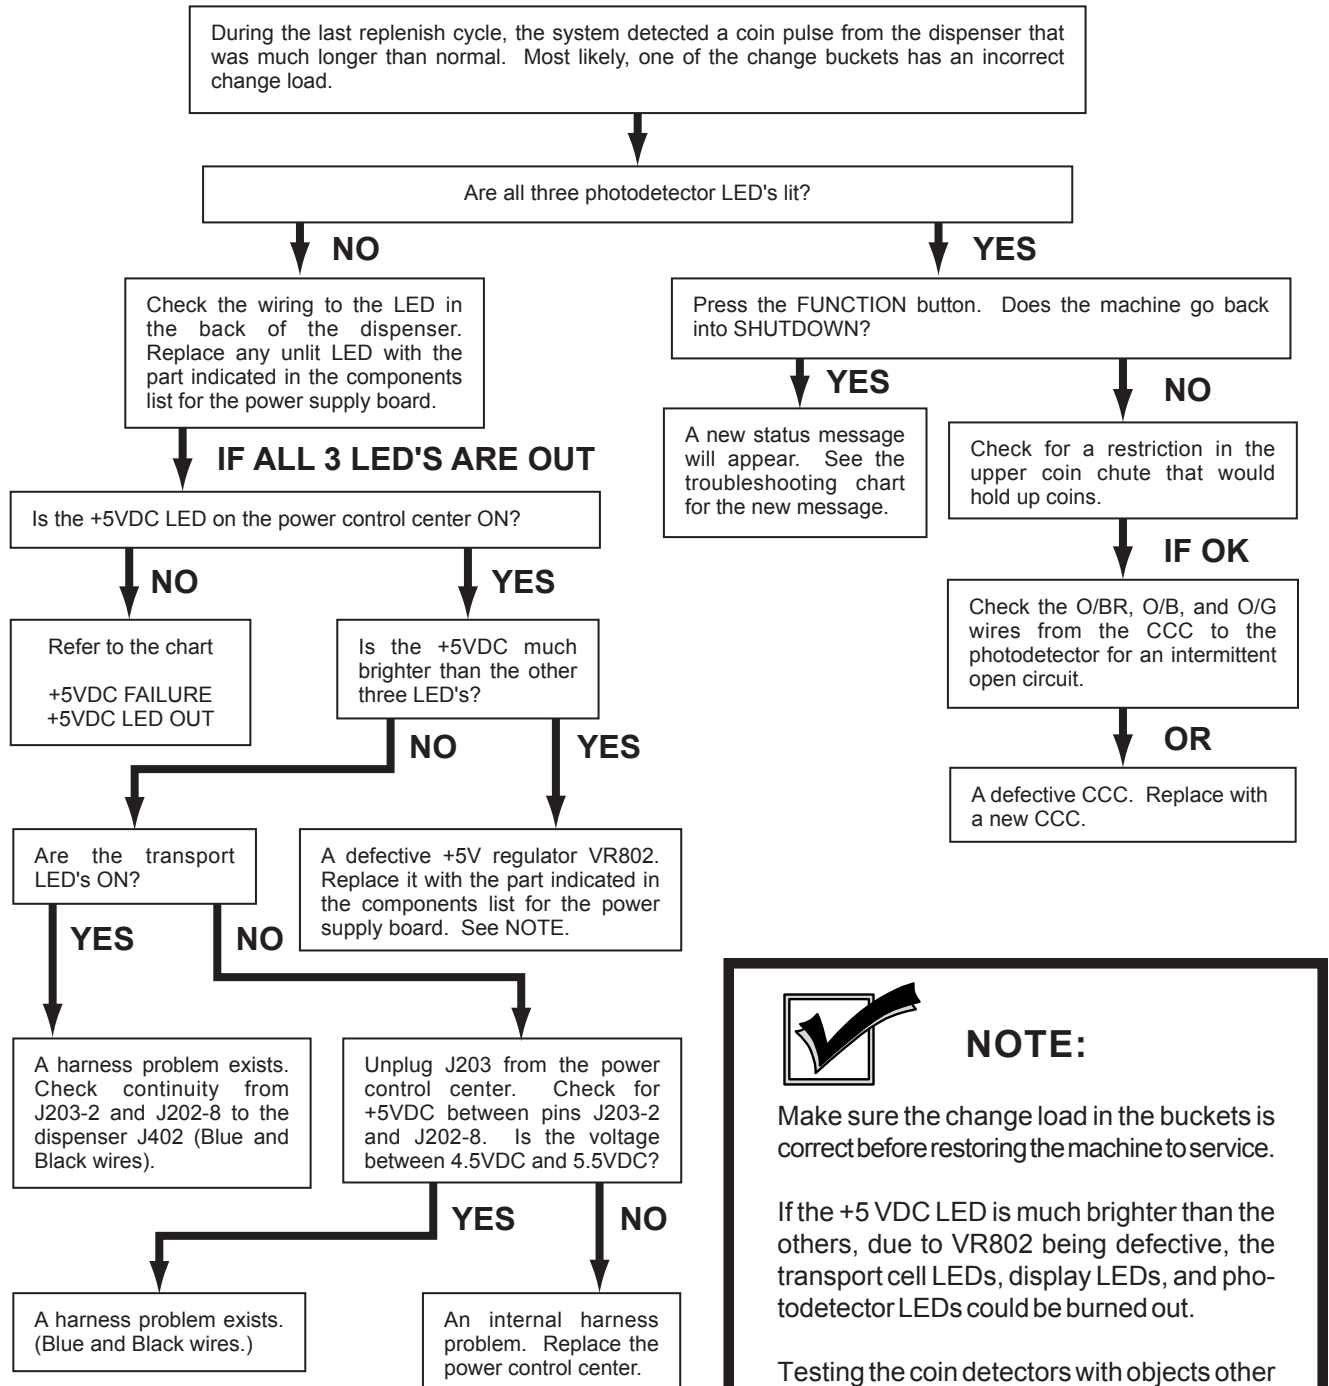 During the last replenish cycle, the system detected a coin pulse from the dispenser that
was much longer than normal. Most likely, one of the change buckets has an incorrect
change load.
Are all three photodetector LED's lit?
NO
YES
Check the wiring to the LED in
the back of the dispenser.
Replace any unlit LED with the
part indicated in the components
list for the power supply board.
Press the FUNCTION button. Does the machine go back
into SHUTDOWN?
YES
NO
A new status message
will appear. See the
troubleshooting chart
for the new message.
Check for a restriction in the
upper coin chute that would
hold up coins.
IF ALL 3 LED'S ARE OUT
Is the +5VDC LED on the power control center ON?
IF OK
NO
YES
Check the O/BR, O/B, and O/G
wires from the CCC to the
photodetector for an intermittent
open circuit.
Refer to the chart
+5VDC FAILURE
+5VDC LED OUT
Is the +5VDC much
brighter than the other
three LED's?
OR
NO
YES
A defective CCC. Replace with
a new CCC.
Are the transport
LED's ON?
A defective +5V regulator VR802.
Replace it with the part indicated in
the components list for the power
supply board. See NOTE.
YES
NO
A harness problem exists.
Check continuity from
J203-2 and J202-8 to the
dispenser J402 (Blue and
Black wires).
Unplug J203 from the power
control center. Check for
+5VDC between pins J203-2
and J202-8. Is the voltage
between 4.5VDC and 5.5VDC?
YES
NO
A harness problem exists.
(Blue and Black wires.)
An internal harness
problem. Replace the
power control center.
NOTE:
Make sure the change load in the buckets is
correct before restoring the machine to service.
If the +5 VDC LED is much brighter than the
others, due to VR802 being defective, the
transport cell LEDs, display LEDs, and pho-
todetector LEDs could be burned out.
Testing the coin detectors with objects other